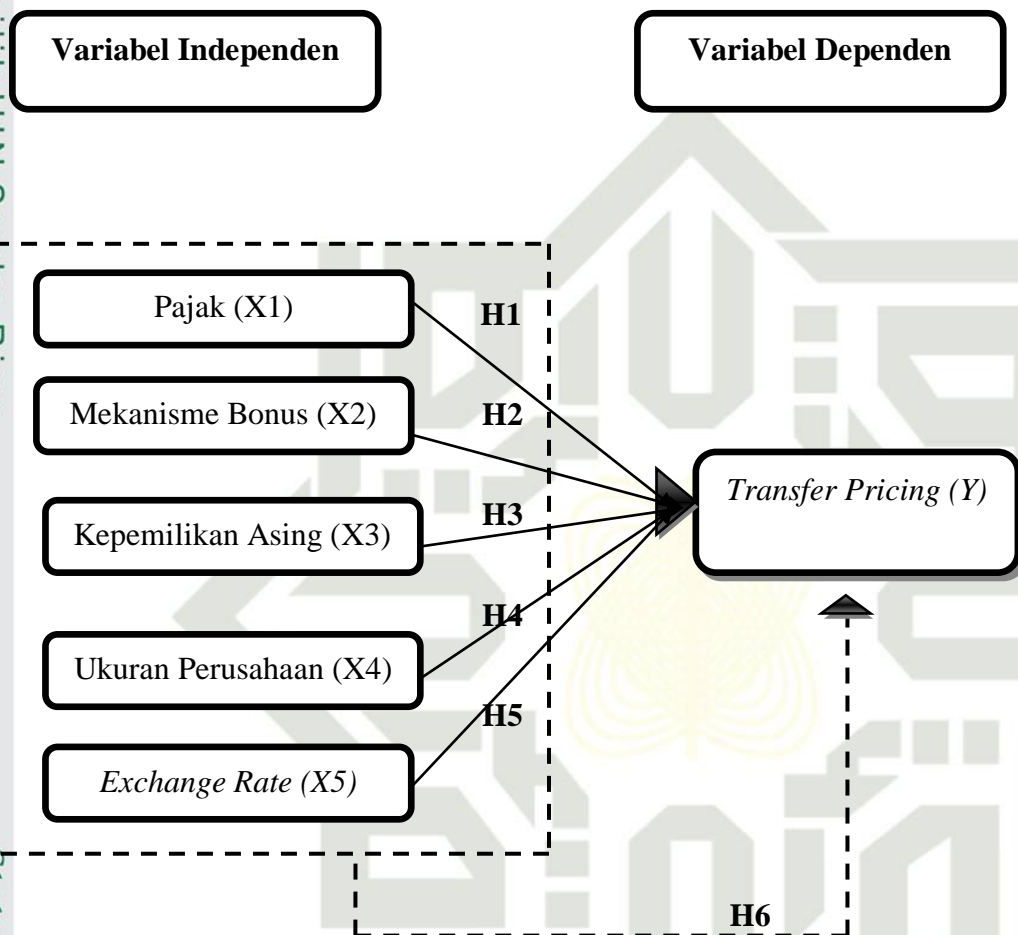 Variabel Independen
Variabel Dependen
Pajak (X1)
H1
Mekanisme Bonus (X2)
H2
Transfer Pricing (Y)
Kepemilikan Asing (X3)
H3
Ukuran Perusahaan (X4)
H4
Exchange Rate (X5)
H5
H6